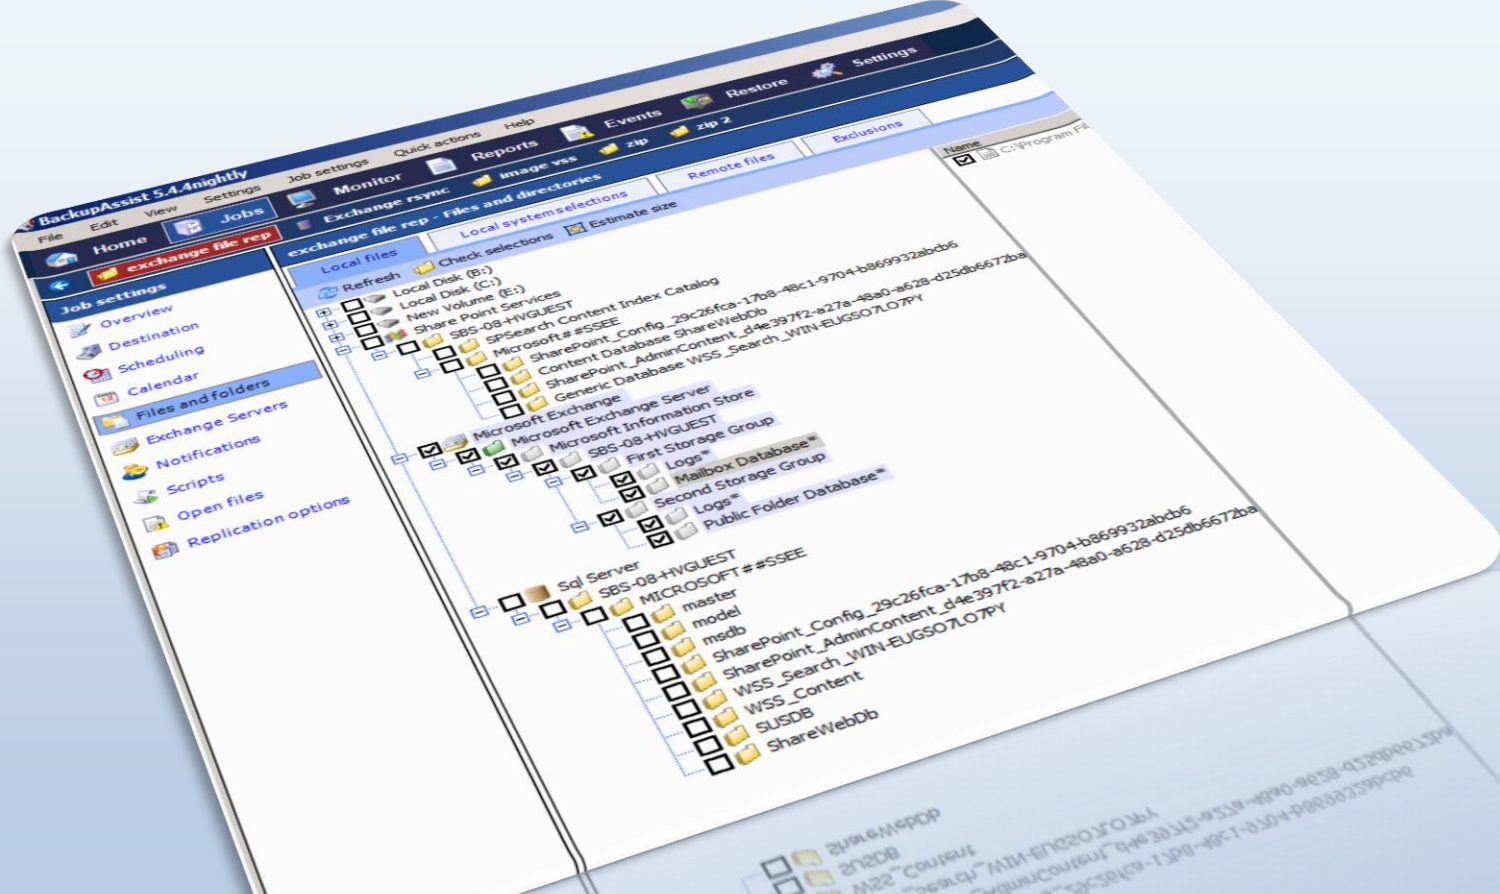 BackupAssist 5.4.4nightly
File Edit View Settings Job settings Quick actions Help
Home Jobs Monitor Reports Events Restore Settings
exchange file rep Exchange rsync image vss zip zip 2
Job settings
Overview
Destination
Scheduling
Calendar
Files and folders
Exchange Servers
Notifications
Scripts
Open files
Replication options
exchange file rep - Files and directories
Local files Local system selections Remote files Exclusions
Refresh Check selections Estimate size
Local Disk (B:)
Local Disk (C:)
New Volume (E:)
Share Point Services
SBS-08-HVGUEST
SPSearch Content Index Catalog
Microsoft##SSEE
SharePoint_Config_29c26fca-17b8-48c1-9704-b869932abcb6
Content Database ShareWebDb
SharePoint_AdminContent_d4e397f2-a27a-48a0-a628-d25db6672ba
Generic Database WSS_Search_WIN-EUGSO7LO7PY
Microsoft Exchange
Microsoft Exchange Server
Microsoft Information Store
SBS-08-HVGUEST
First Storage Group
Logs*
Mailbox Database*
Second Storage Group
Logs*
Public Folder Database*
Sql Server
SBS-08-HVGUEST
MICROSOFT##SSEE
master
model
msdb
SharePoint_Config_29c26fca-17b8-48c1-9704-b869932abcb6
SharePoint_AdminContent_d4e397f2-a27a-48a0-a628-d25db6672ba
WSS_Search_WIN-EUGSO7LO7PY
WSS_Content
SUSDB
ShareWebDb
Name
C:\Program Fil